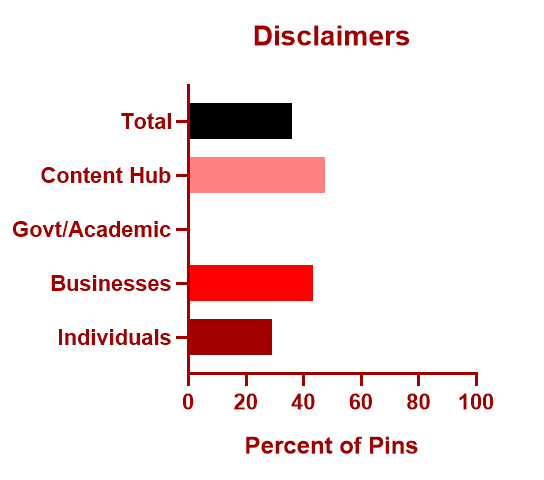 Disclaimers
Total
Content Hub
Govt/Academic
Businesses
Individuals
0 20 40 60 80 100
Percent of Pins